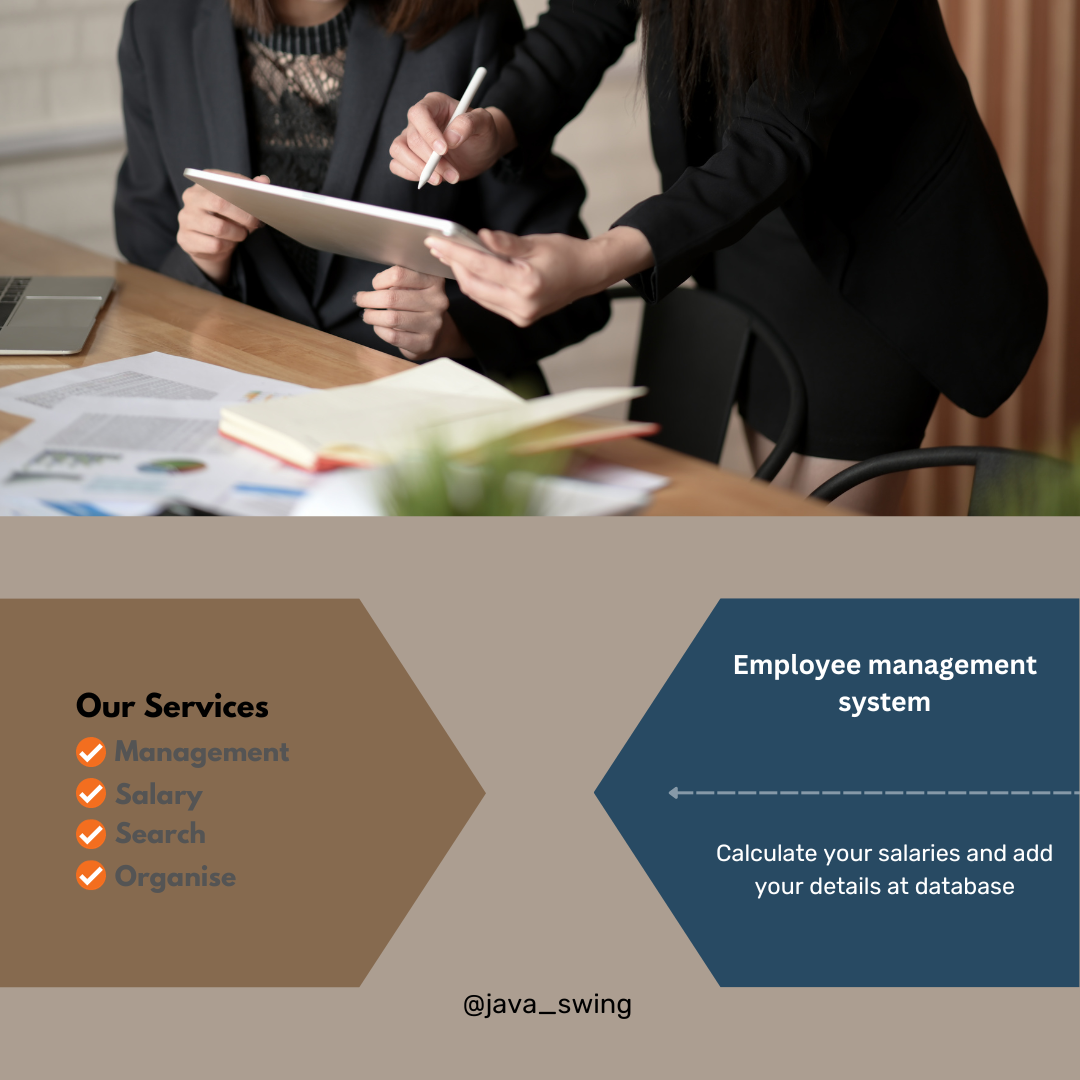 Our Services
Management
Salary
Search
Organise
Employee management
system
Calculate your salaries and add
your details at database
@java_swing